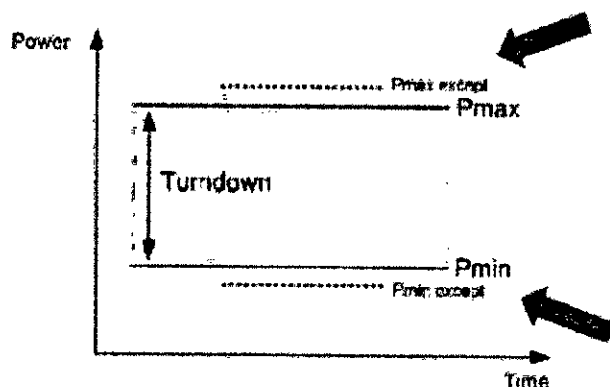 Power
Pmax except
Pmax
Turndown
Pmin
Pmin except
Time